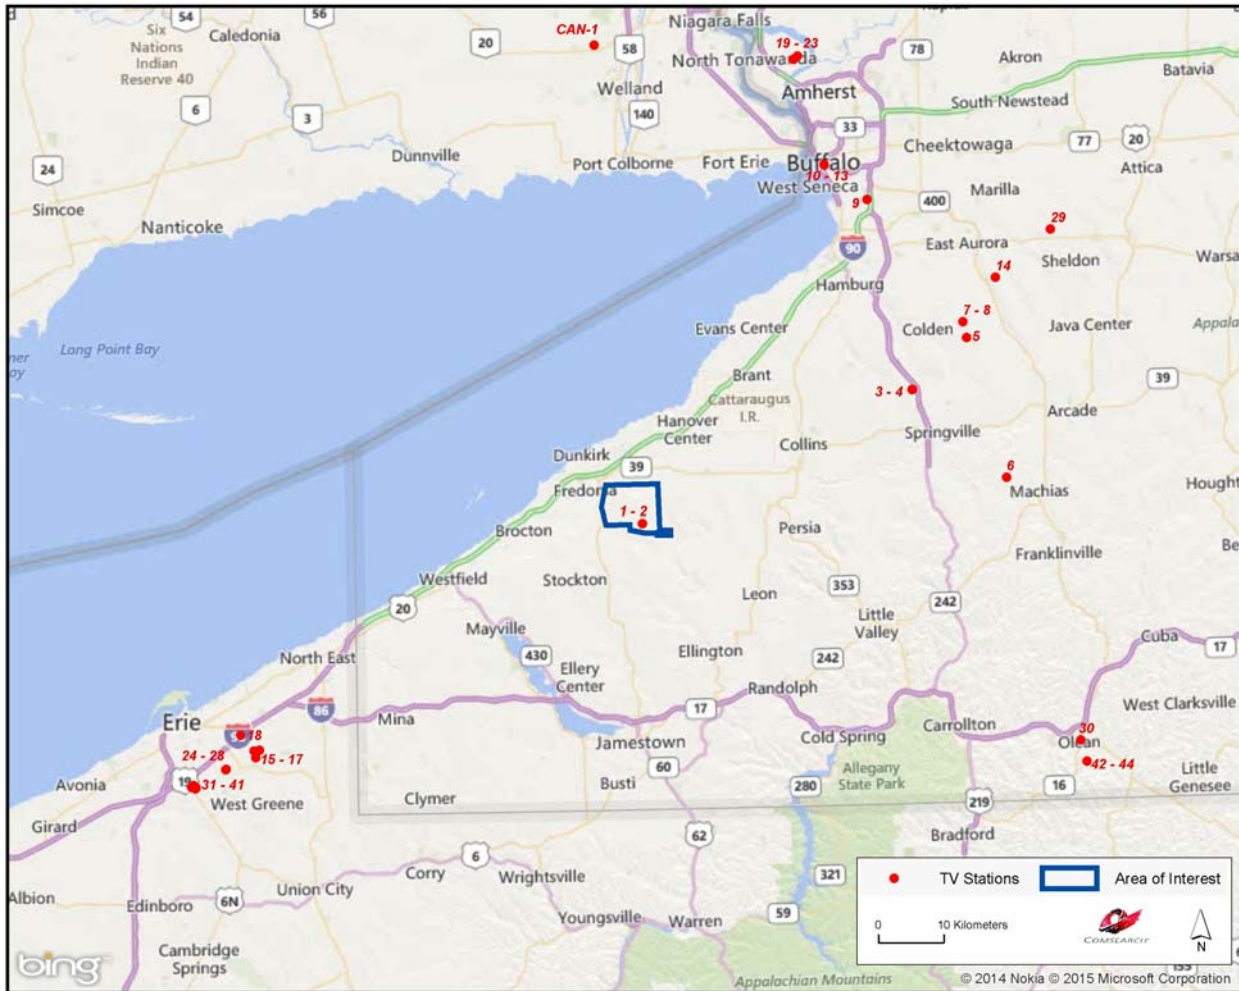 54
56
Six
Nations
Indian
Reserve 40
Caledonia
20
CAN-1
58
Niagara Falls
19 - 23
North Tonawanda
78
Akron
Batavia
Welland
Amherst
South Newstead
6
3
140
33
24
Dunnville
Port Colborne
Fort Erie
Buffalo
10 - 13
Cheektowaga
77
20
Attica
West Seneca
9
Marilla
400
29
Simcoe
Nanticoke
East Aurora
90
Sheldon
14
Hamburg
7 - 8
Colden
5
Java Center
Evans Center
Long Point Bay
Brant
Cattaraugus
I.R.
3 - 4
39
Arcade
Hanover
Center
Collins
Springville
Dunkirk
39
6
Machias
Fredonia
1 - 2
Brocton
Persia
Franklinville
Westfield
Stockton
Leon
353
20
Little
Valley
242
Mayville
Cuba
17
North East
430
Ellington
242
Ellery
Center
Randolph
West Clarksville
86
Mina
17
Carrollton
Erie
18
24 - 28
15 - 17
Jamestown
Cold Spring
30
Olean
42 - 44
Avonia
19
31 - 41
West Greene
Clymer
Busti
60
280
Allegany
State Park
16
Little
Genesee
219
Girard
Bradford
6
62
Corry
Wrightsville
321
Albion
Edinboro
6N
Union City
Youngsville
Warren
59
Cambridge
Springs
Appalachian Mountains
TV Stations
Area of Interest
0
10 Kilometers
COMSEARCH
N
bing
© 2014 Nokia © 2015 Microsoft Corporation